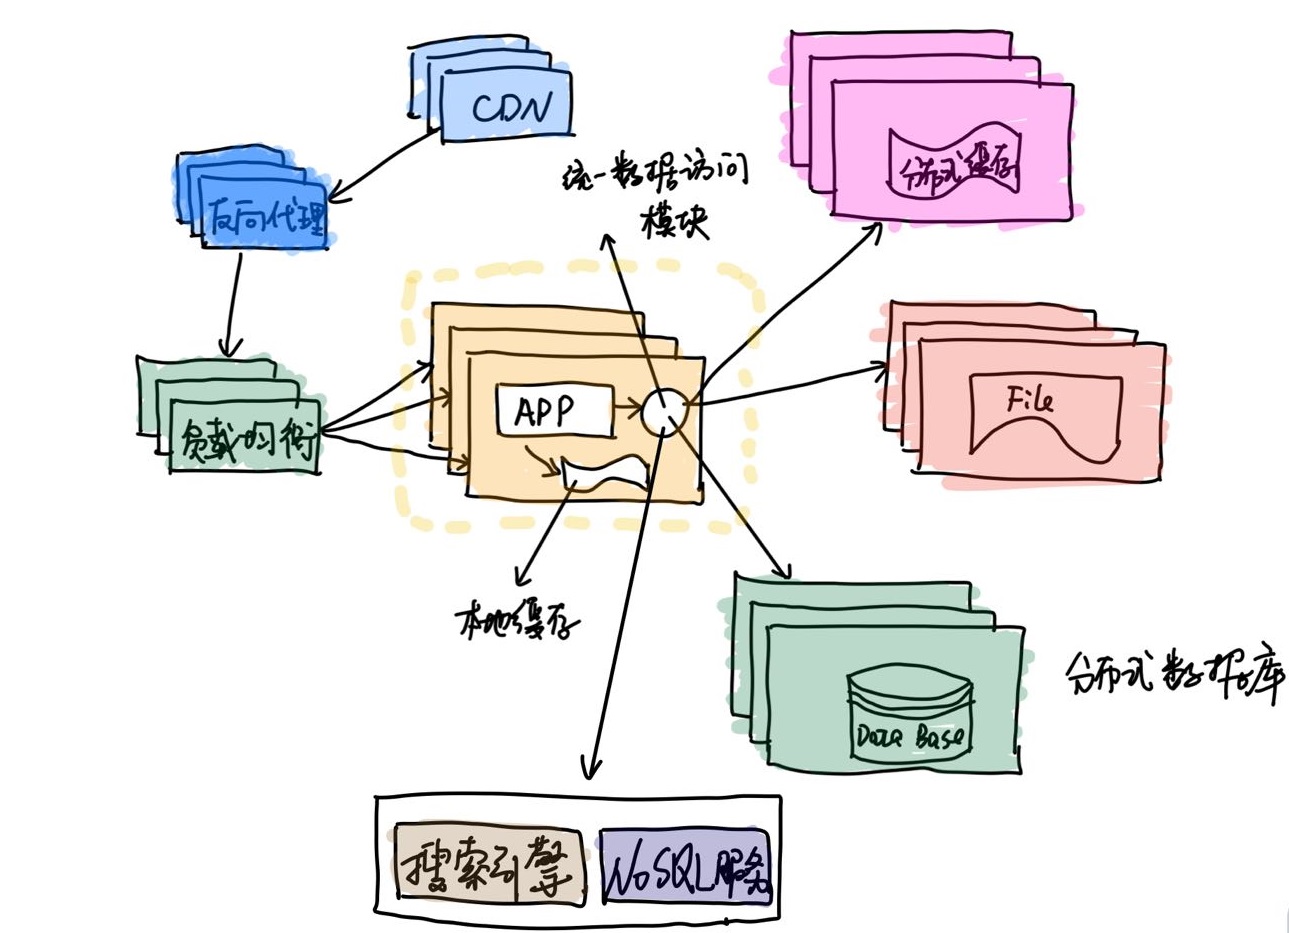 CDN
统一数据访问
模块
分布式缓存
反向代理
APP
File
负载均衡
本地缓存
分布式数据库
Data Base
搜索引擎
NoSQL服务